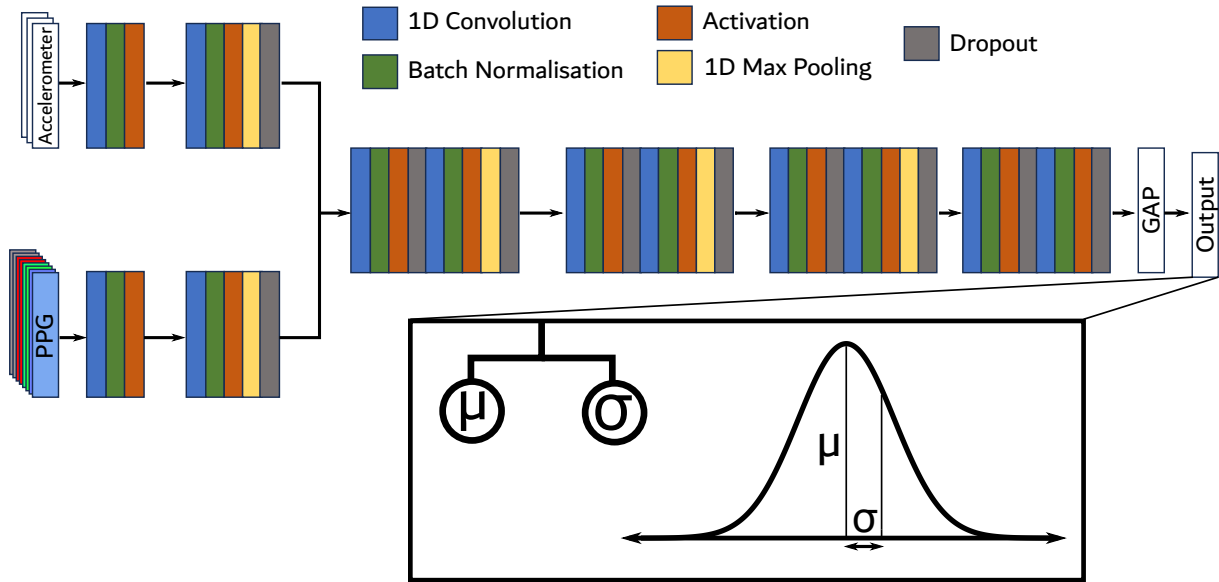 1D Convolution
Activation
Dropout
Batch Normalisation
1D Max Pooling
Accelerometer
PPG
GAP
Output
μ
σ
μ
σ